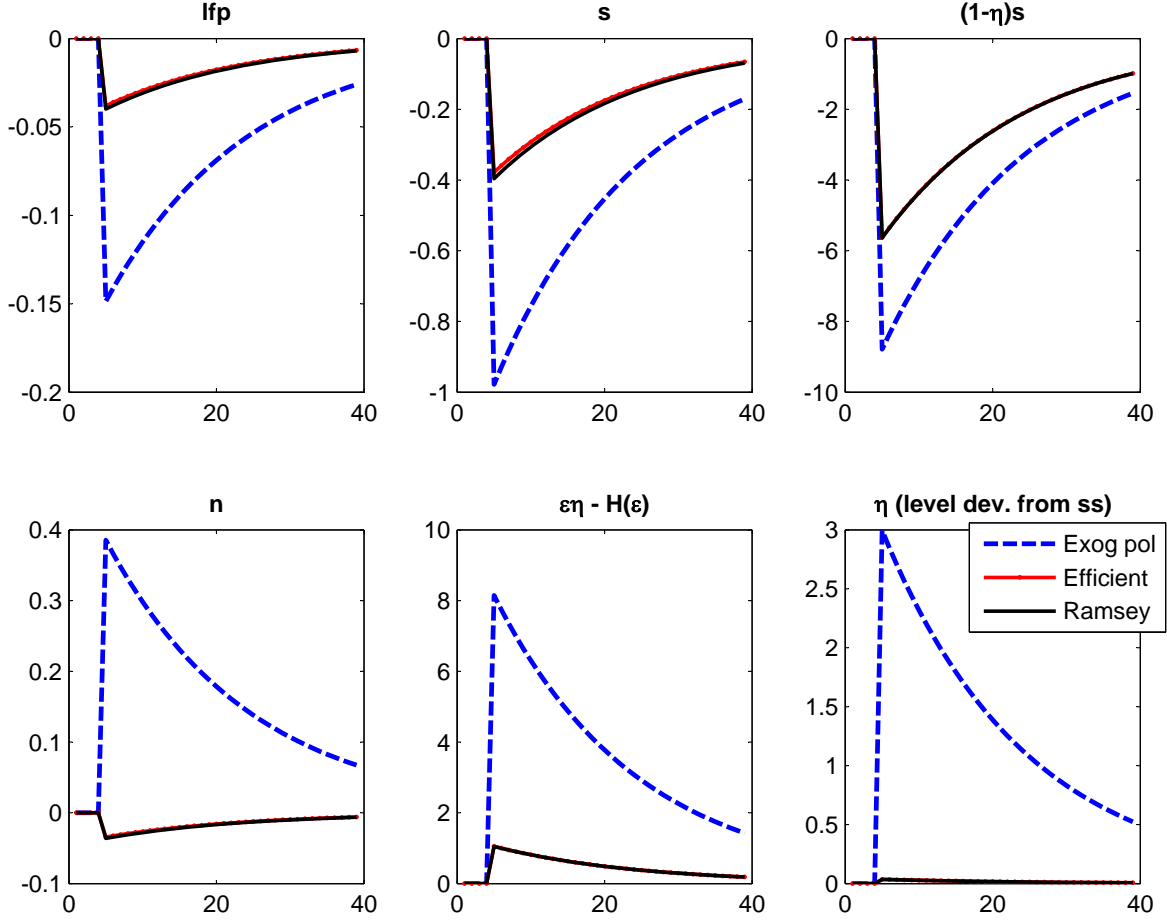 lfp
0
-0.05
-0.1
-0.15
-0.2
0 20 40
s
0
-0.2
-0.4
-0.6
-0.8
-1
0 20 40
(1-η)s
0
-2
-4
-6
-8
-10
0 20 40
n
0.4
0.3
0.2
0.1
0
-0.1
0 20 40
εη - H(ε)
10
8
6
4
2
0
0 20 40
η (level dev. from ss)
3
2.5
2
1.5
1
0.5
0
0 20 40
Exog pol
Efficient
Ramsey